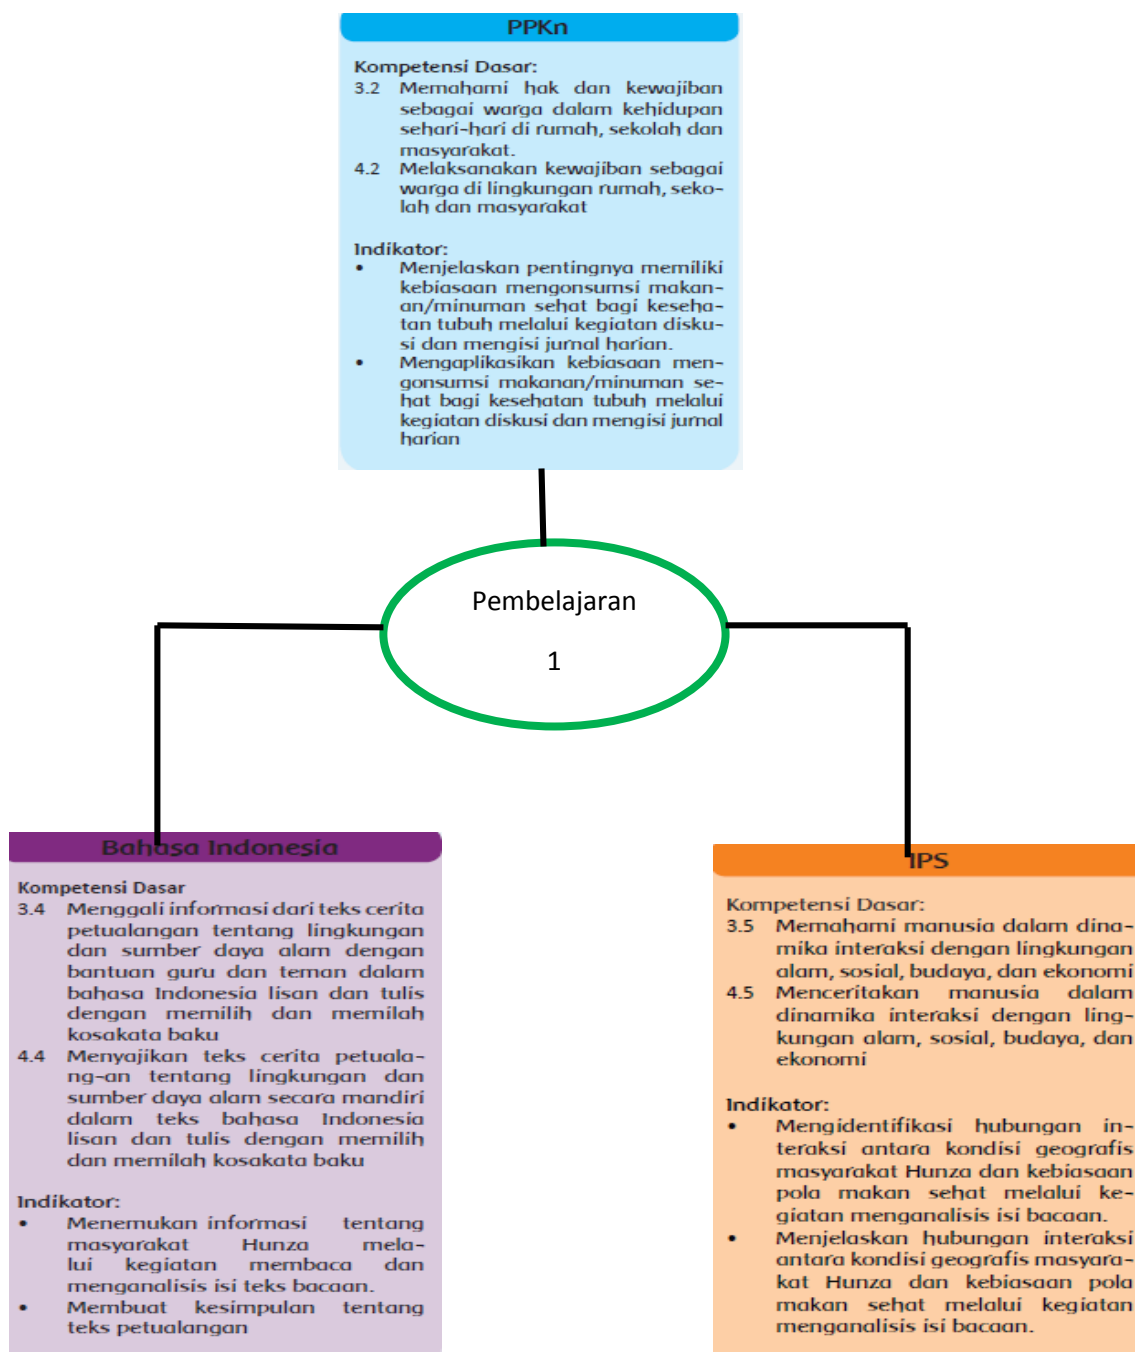 PPKn
Kompetensi Dasar:
3.2 Memahami hak dan kewajiban
sebagai warga dalam kehidupan
sehari-hari di rumah, sekolah dan
masyarakat.
4.2 Melaksanakan kewajiban sebagai
warga di lingkungan rumah, seko-
lah dan masyarakat
Indikator:
• Menjelaskan pentingnya memiliki
kebiasaan mengonsumsi makan-
an/minuman sehat bagi keseha-
tan tubuh melalui kegiatan disku-
si dan mengisi jurnal harian.
• Mengaplikasikan kebiasaan men-
gonsumsi makanan/minuman se-
hat bagi kesehatan tubuh melalui
kegiatan diskusi dan mengisi jurnal
harian
Pembelajaran
1
Bahasa Indonesia
Kompetensi Dasar
3.4 Menggali informasi dari teks cerita
petualangan tentang lingkungan
dan sumber daya alam dengan
bantuan guru dan teman dalam
bahasa Indonesia lisan dan tulis
dengan memilih dan memilah
kosakata baku
4.4 Menyajikan teks cerita petuala-
ng-an tentang lingkungan dan
sumber daya alam secara mandiri
dalam teks bahasa Indonesia
lisan dan tulis dengan memilih
dan memilah kosakata baku
Indikator:
• Menemukan informasi tentang
masyarakat Hunza mela-
lui kegiatan membaca dan
menganalisis isi teks bacaan.
• Membuat kesimpulan tentang
teks petualangan
IPS
Kompetensi Dasar:
3.5 Memahami manusia dalam dina-
mika interaksi dengan lingkungan
alam, sosial, budaya, dan ekonomi
4.5 Menceritakan manusia dalam
dinamika interaksi dengan ling-
kungan alam, sosial, budaya, dan
ekonomi
Indikator:
• Mengidentifikasi hubungan in-
teraksi antara kondisi geografis
masyarakat Hunza dan kebiasaan
pola makan sehat melalui ke-
giatan menganalisis isi bacaan.
• Menjelaskan hubungan interaksi
antara kondisi geografis masyara-
kat Hunza dan kebiasaan pola
makan sehat melalui kegiatan
menganalisis isi bacaan.